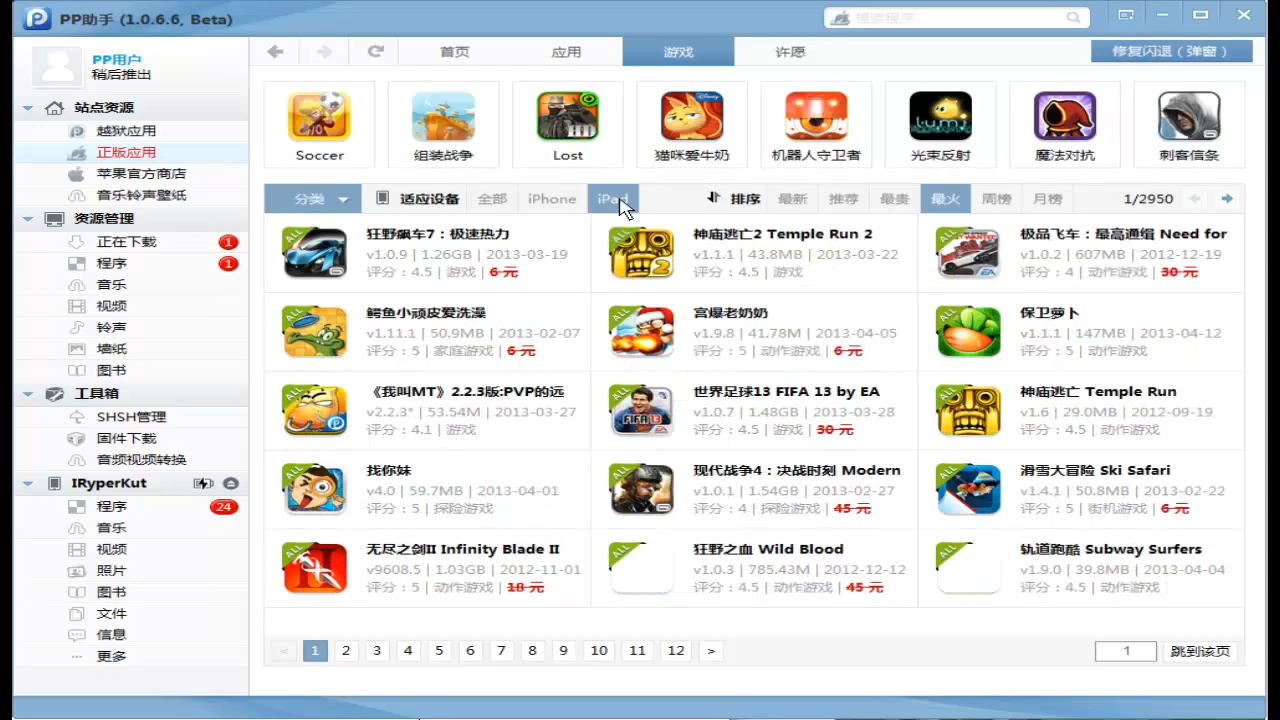 PP助手 (1.0.6.6, Beta)
搜索程序
PP用户
稍后推出
站点资源
越狱应用
正版应用
苹果官方商店
音乐铃声壁纸
资源管理
正在下载 1
程序 1
音乐
视频
铃声
墙纸
图书
工具箱
SHSH管理
固件下载
音频视频转换
IRyperKut
程序 24
音乐
视频
照片
图书
文件
信息
更多
首页 应用 游戏 许愿 修复闪退（弹窗）
Soccer 组装战争 Lost 猫咪爱牛奶 机器人守卫者 光束反射 魔法对抗 刺客信条
分类 适应设备 全部 iPhone iPad 排序 最新 推荐 最贵 最火 周榜 月榜 1/2950
狂野飙车7：极速热力
v1.0.9 | 1.26GB | 2013-03-19
评分：4.5 | 游戏 | 6 元
神庙逃亡2 Temple Run 2
v1.1.1 | 43.8MB | 2013-03-22
评分：4.5 | 游戏
极品飞车：最高通缉 Need for
v1.0.2 | 607MB | 2012-12-19
评分：4 | 动作游戏 | 30 元
鳄鱼小顽皮爱洗澡
v1.11.1 | 50.9MB | 2013-02-07
评分：5 | 家庭游戏 | 6 元
宫爆老奶奶
v1.9.8 | 41.78M | 2013-04-05
评分：5 | 动作游戏 | 6 元
保卫萝卜
v1.1.1 | 147MB | 2013-04-12
评分：5 | 动作游戏
《我叫MT》2.2.3版:PVP的远
v2.2.3* | 53.54M | 2013-03-27
评分：4.1 | 游戏
世界足球13 FIFA 13 by EA
v1.0.7 | 1.48GB | 2013-03-28
评分：4.5 | 游戏 | 30 元
神庙逃亡 Temple Run
v1.6 | 29.0MB | 2012-09-19
评分：4.5 | 动作游戏
找你妹
v4.0 | 59.7MB | 2013-04-01
评分：5 | 探险游戏
现代战争4：决战时刻 Modern
v1.0.1 | 1.54GB | 2013-02-27
评分：4 | 探险游戏 | 45 元
滑雪大冒险 Ski Safari
v1.4.1 | 50.8MB | 2013-02-22
评分：5 | 街机游戏 | 6 元
无尽之剑II Infinity Blade II
v9608.5 | 1.03GB | 2012-11-01
评分：5 | 动作游戏 | 18 元
狂野之血 Wild Blood
v1.0.3 | 785.43M | 2012-12-12
评分：4.5 | 动作游戏 | 45 元
轨道跑酷 Subway Surfers
v1.9.0 | 39.8MB | 2013-04-04
评分：4.5 | 动作游戏
< 1 2 3 4 5 6 7 8 9 10 11 12 > 1 跳到该页